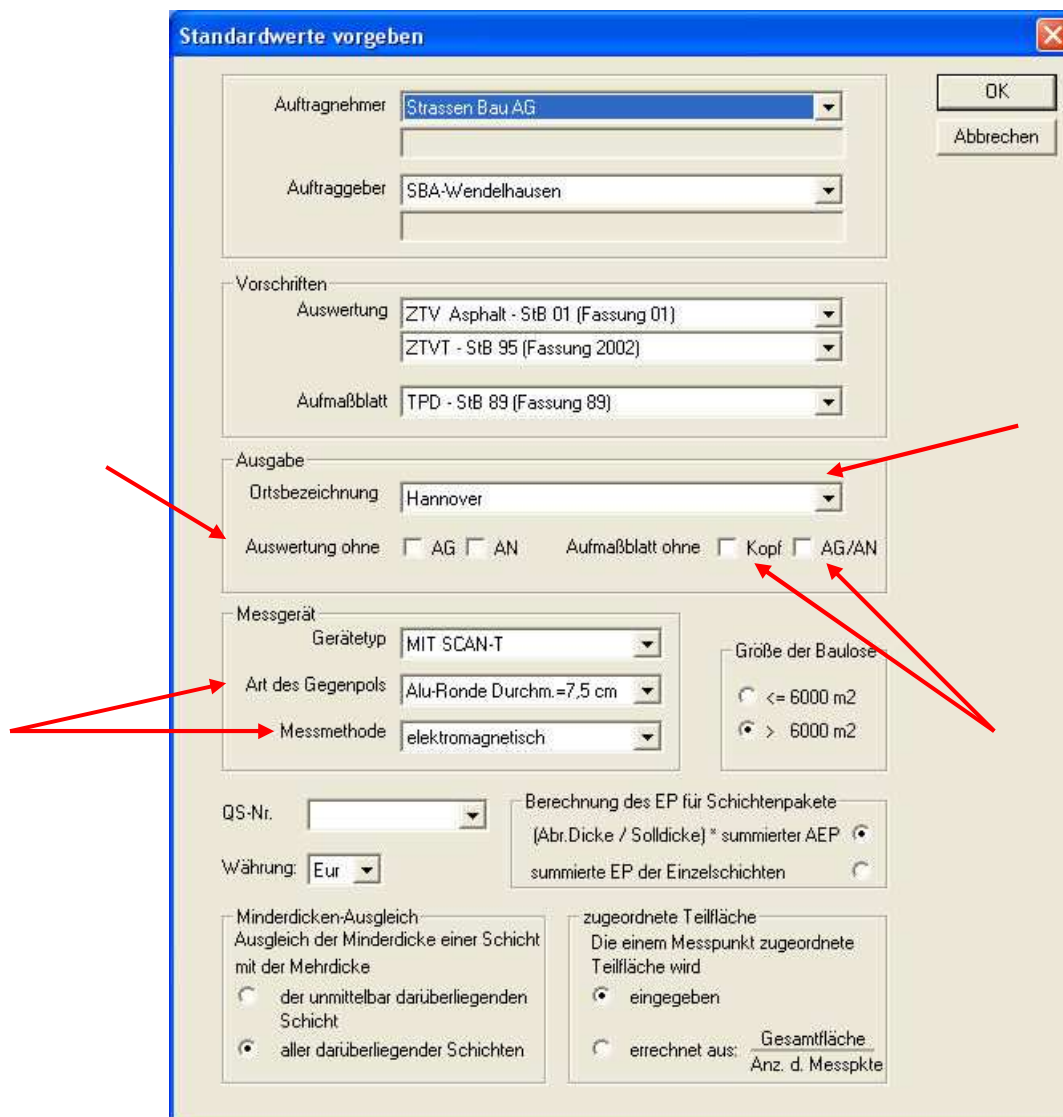 Standardwerte vorgeben
OK
Abbrechen
Auftragnehmer Strassen Bau AG
Auftraggeber SBA-Wendelhausen
Vorschriften
Auswertung ZTV Asphalt - StB 01 (Fassung 01)
ZTVT - StB 95 (Fassung 2002)
Aufmaßblatt TPD - StB 89 (Fassung 89)
Ausgabe
Ortsbezeichnung Hannover
Auswertung ohne AG AN Aufmaßblatt ohne Kopf AG/AN
Messgerät
Gerätetyp MIT SCAN-T
Art des Gegenpols Alu-Ronde Durchm.=7,5 cm
Messmethode elektromagnetisch
Größe der Baulose
<= 6000 m2
> 6000 m2
QS-Nr.
Währung: Eur
Berechnung des EP für Schichtenpakete
(Abr.Dicke / Solldicke) * summierter AEP
summierte EP der Einzelschichten
Minderdicken-Ausgleich
Ausgleich der Minderdicke einer Schicht
mit der Mehrdicke
der unmittelbar darüberliegenden
Schicht
aller darüberliegender Schichten
zugeordnete Teilfläche
Die einem Messpunkt zugeordnete
Teilfläche wird
eingegeben
errechnet aus: Gesamtfläche
Anz. d. Messpkte